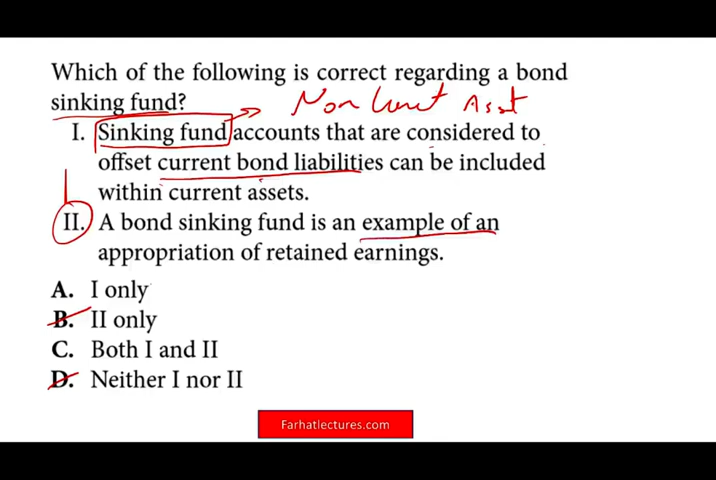 Which of the following is correct regarding a bond
sinking fund?
Non Current Asset
I. Sinking fund accounts that are considered to
offset current bond liabilities can be included
within current assets.
II. A bond sinking fund is an example of an
appropriation of retained earnings.
A. I only
B. II only
C. Both I and II
D. Neither I nor II
Farhatlectures.com